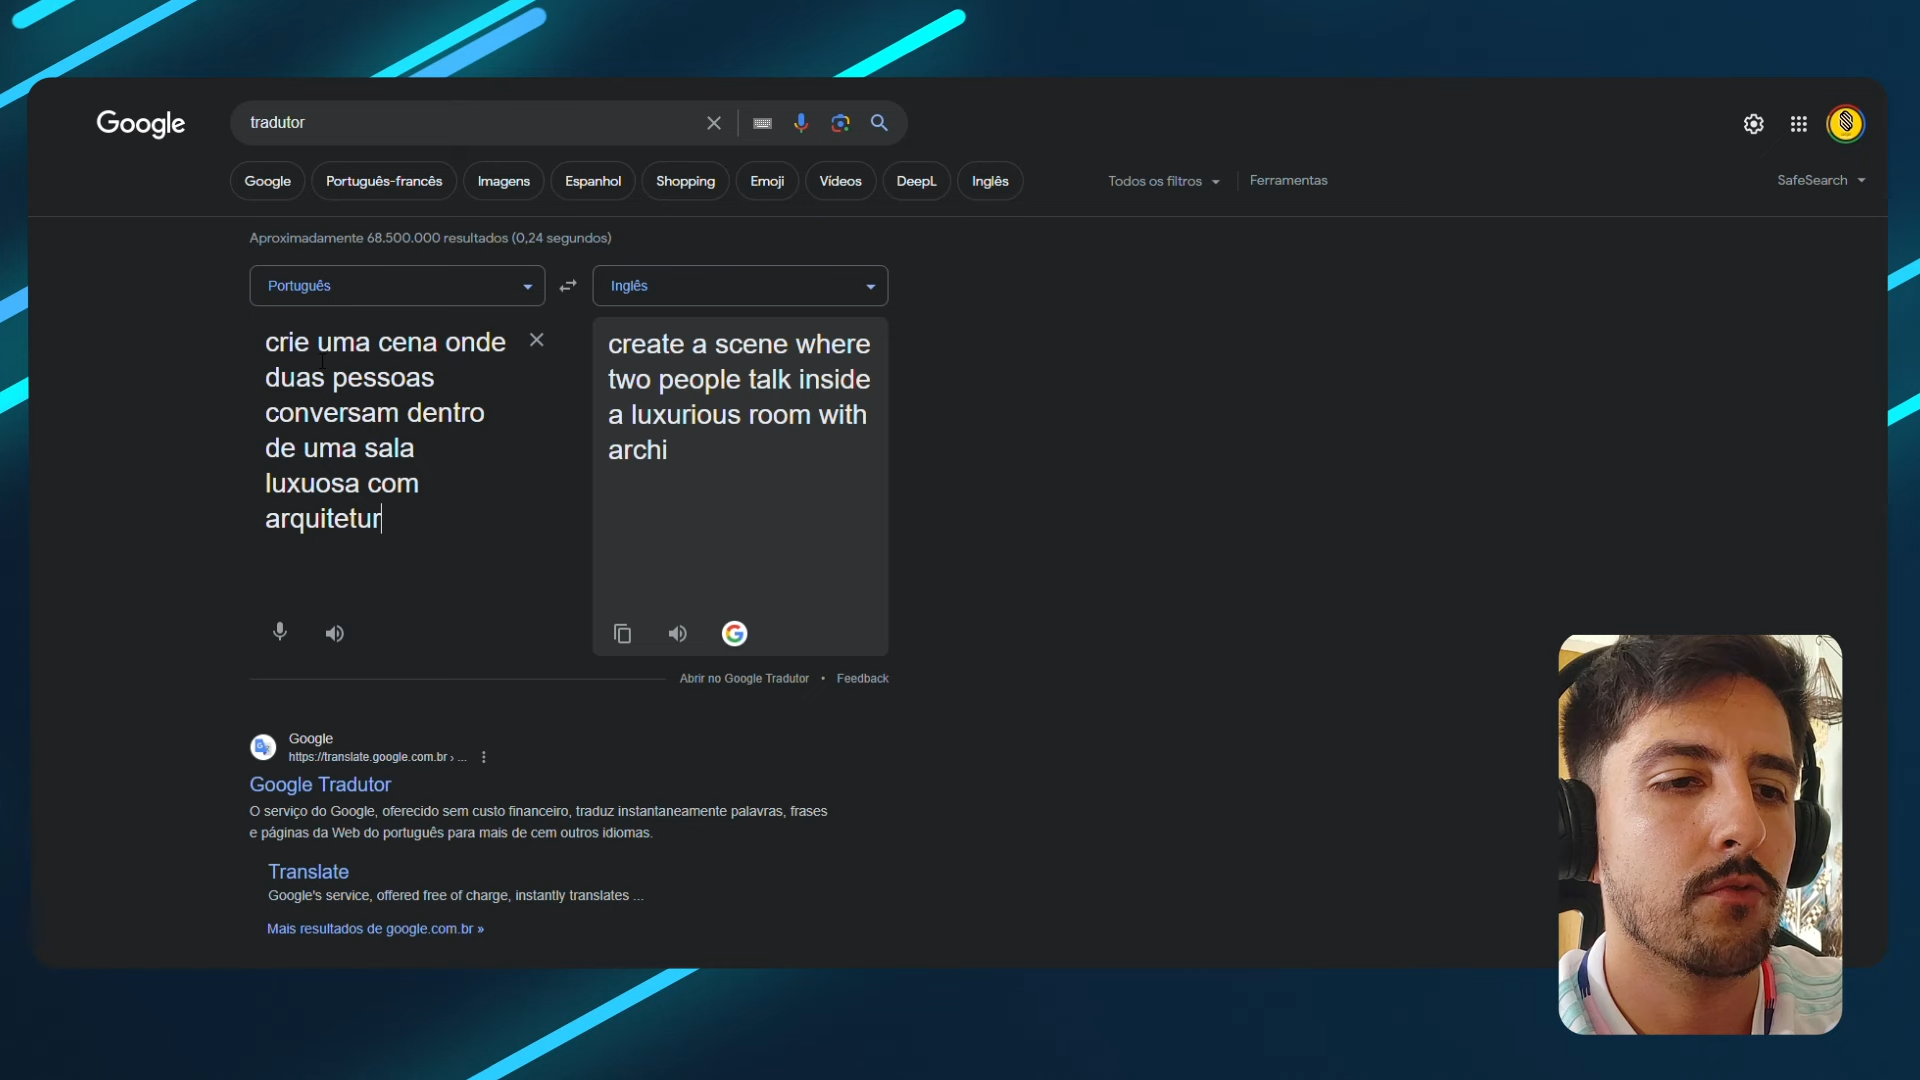 Google
tradutor
Google
Português-francês
Imagens
Espanhol
Shopping
Emoji
Vídeos
DeepL
Inglês
Todos os filtros
Ferramentas
SafeSearch
Aproximadamente 68.500.000 resultados (0,24 segundos)
Português
Inglês
crie uma cena onde
duas pessoas
conversam dentro
de uma sala
luxuosa com
arquitetur
create a scene where
two people talk inside
a luxurious room with
archi
Abrir no Google Tradutor • Feedback
Google
https://translate.google.com.br › ...
Google Tradutor
O serviço do Google, oferecido sem custo financeiro, traduz instantaneamente palavras, frases
e páginas da Web do português para mais de cem outros idiomas.
Translate
Google's service, offered free of charge, instantly translates ...
Mais resultados de google.com.br »